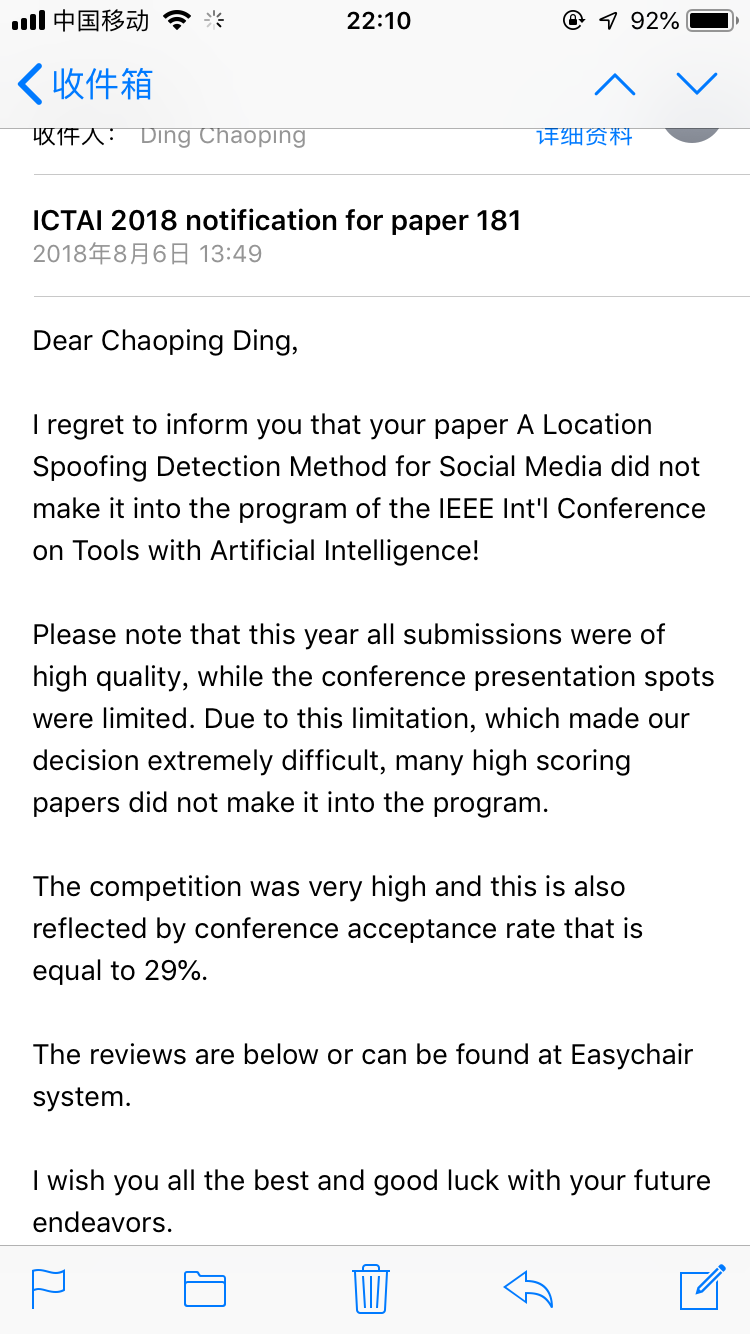 中国移动 22:10 92%
收件箱
收件人： Ding Chaoping 详细资料
ICTAI 2018 notification for paper 181
2018年8月6日 13:49
Dear Chaoping Ding,
I regret to inform you that your paper A Location
Spoofing Detection Method for Social Media did not
make it into the program of the IEEE Int'l Conference
on Tools with Artificial Intelligence!
Please note that this year all submissions were of
high quality, while the conference presentation spots
were limited. Due to this limitation, which made our
decision extremely difficult, many high scoring
papers did not make it into the program.
The competition was very high and this is also
reflected by conference acceptance rate that is
equal to 29%.
The reviews are below or can be found at Easychair
system.
I wish you all the best and good luck with your future
endeavors.